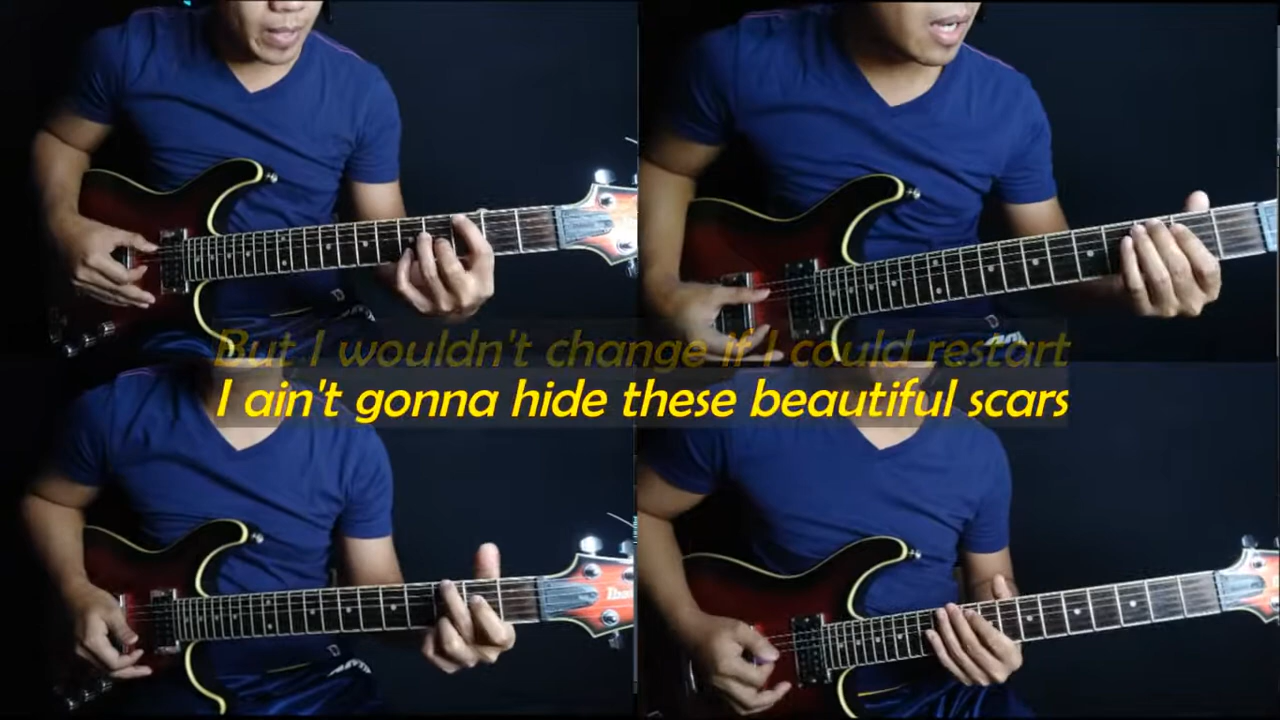 But I wouldn't change if I could restart
I ain't gonna hide these beautiful scars